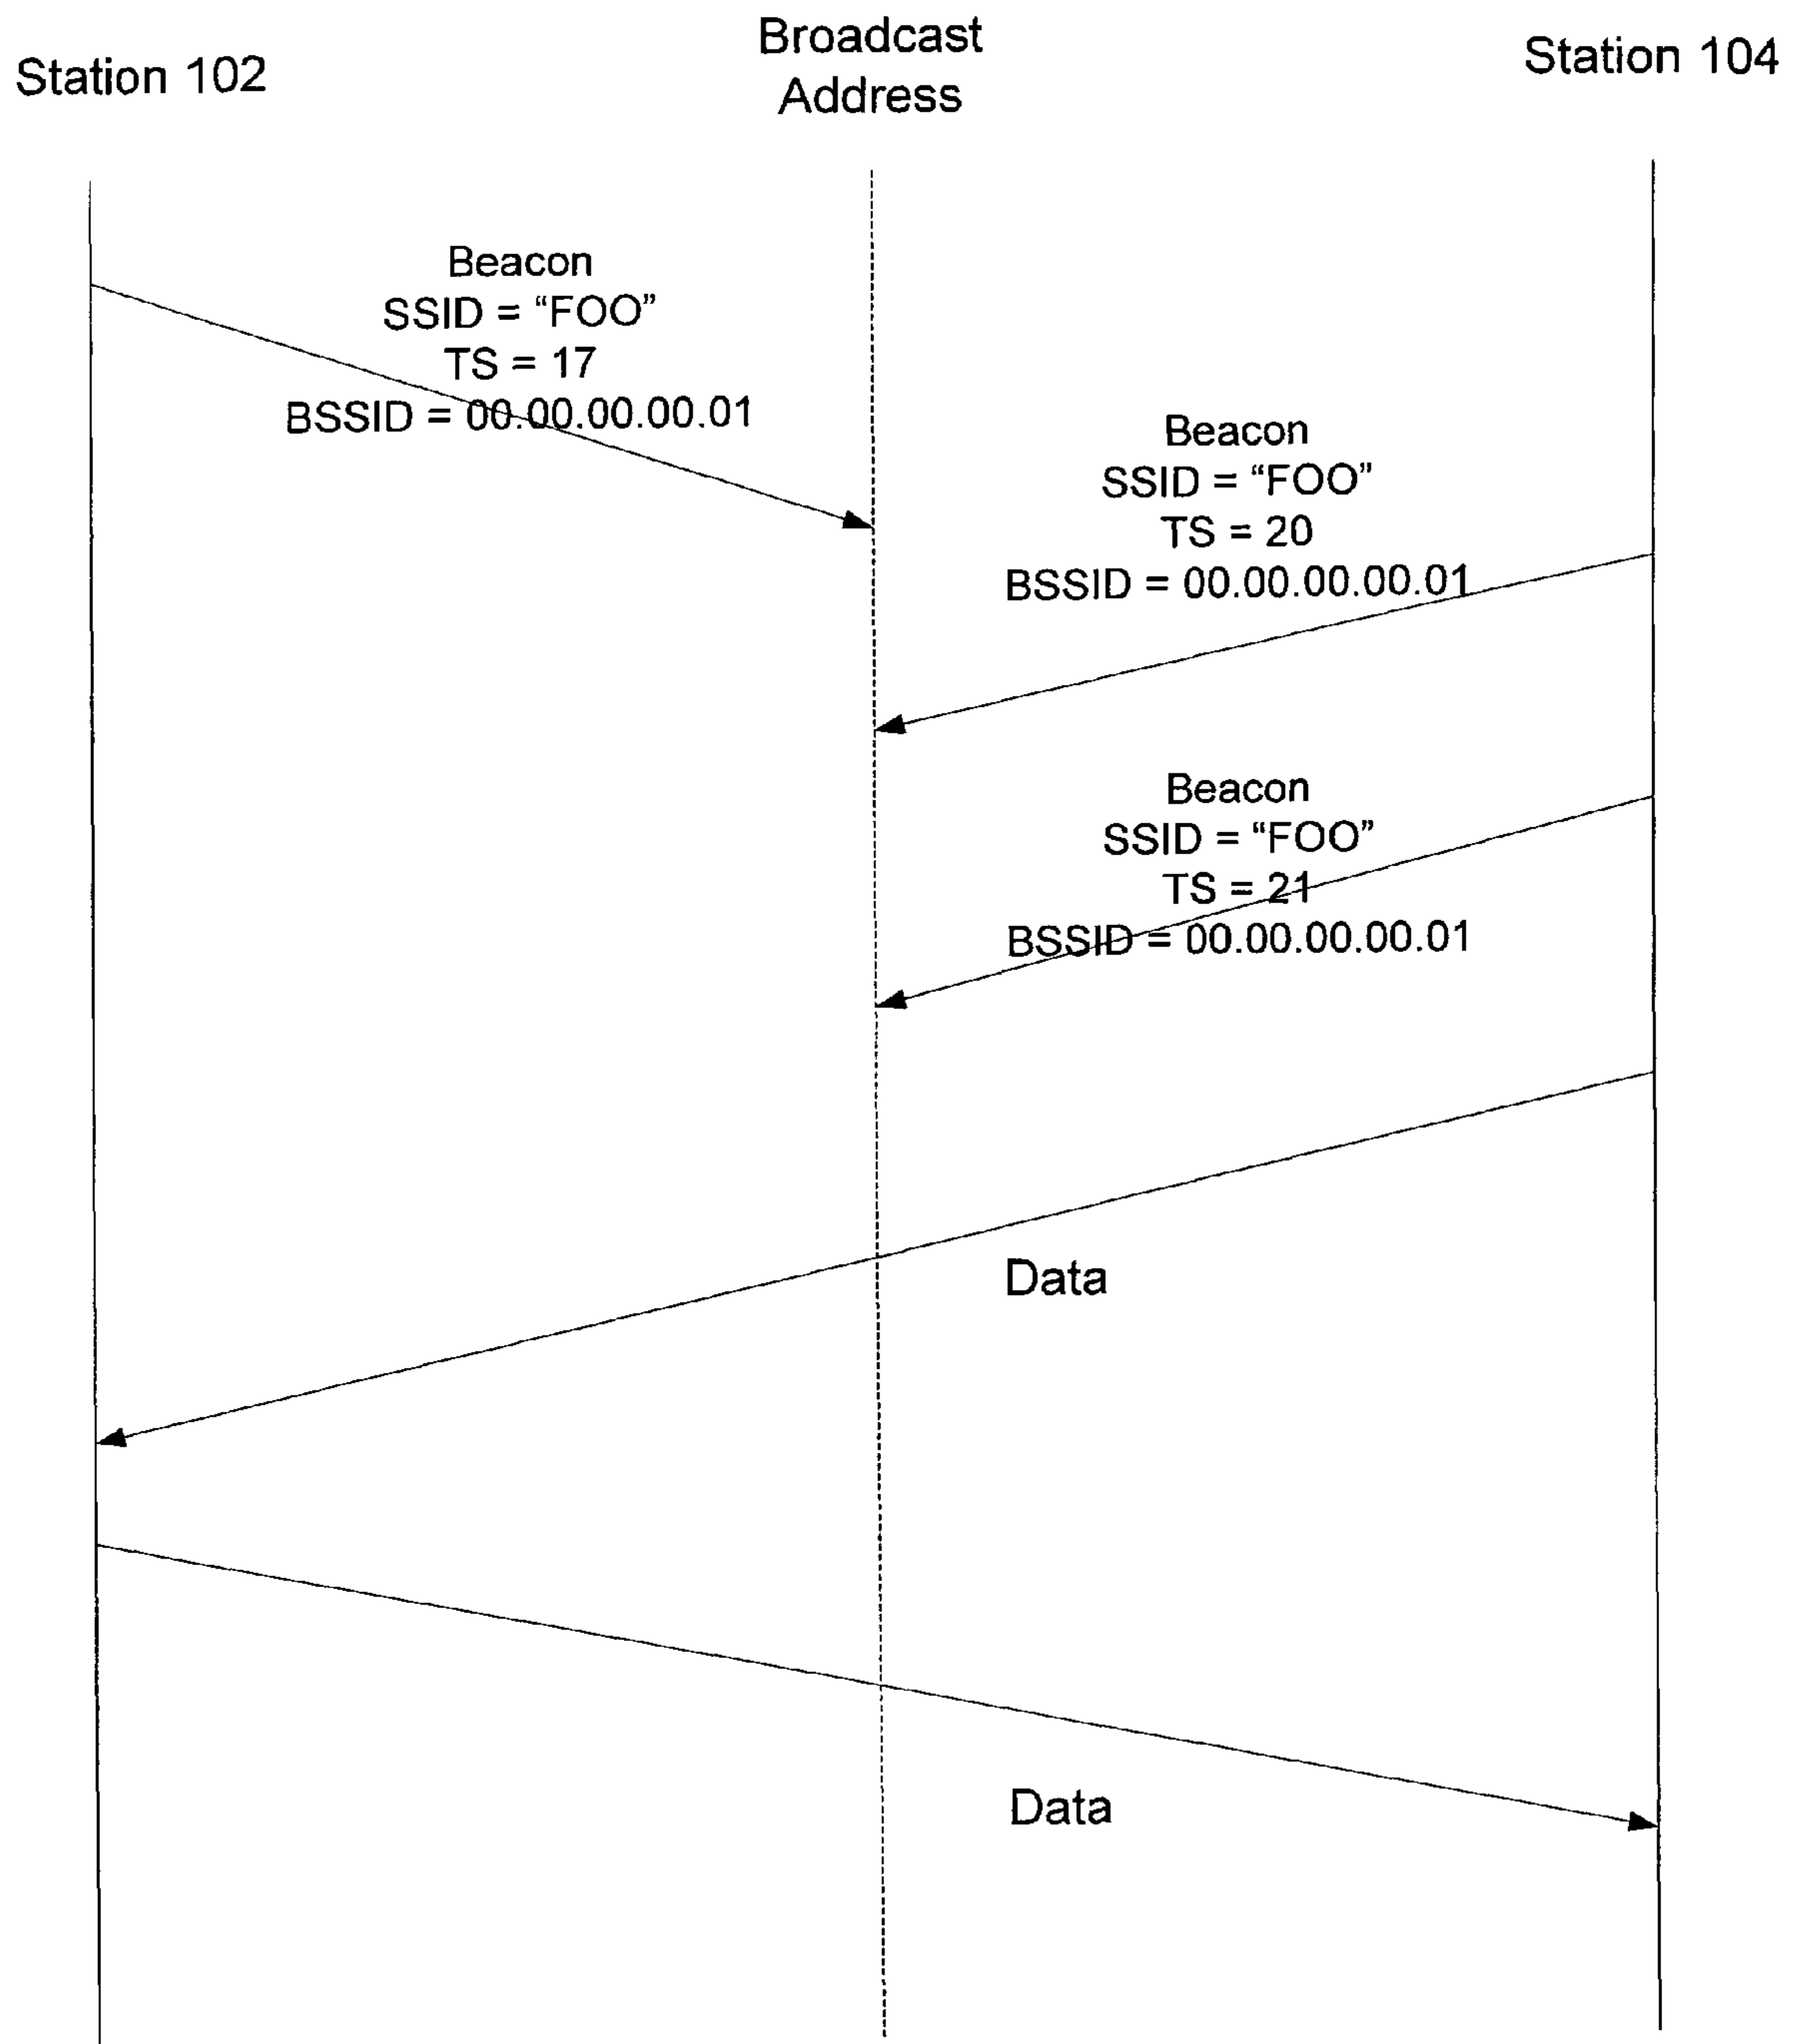 Station 102
Broadcast
Address
Station 104
Beacon
SSID = “FOO”
TS = 17
BSSID = 00.00.00.00.01
Beacon
SSID = “FOO”
TS = 20
BSSID = 00.00.00.00.01
Beacon
SSID = “FOO”
TS = 21
BSSID = 00.00.00.00.01
Data
Data